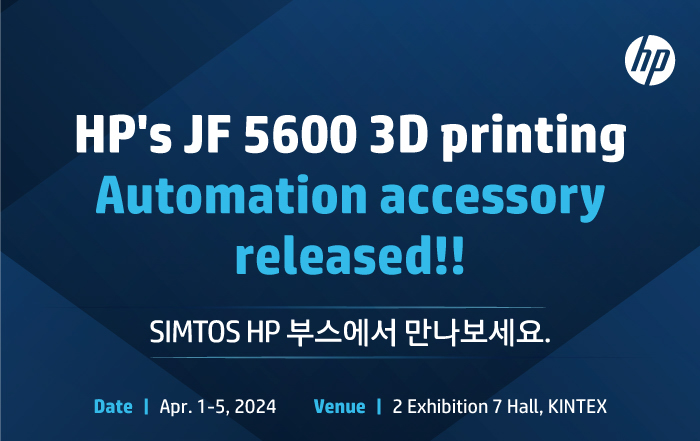 hp
HP's JF 5600 3D printing
Automation accessory
released!!
SIMTOS HP 부스에서 만나보세요.
Date | Apr. 1-5, 2024 Venue | 2 Exhibition 7 Hall, KINTEX